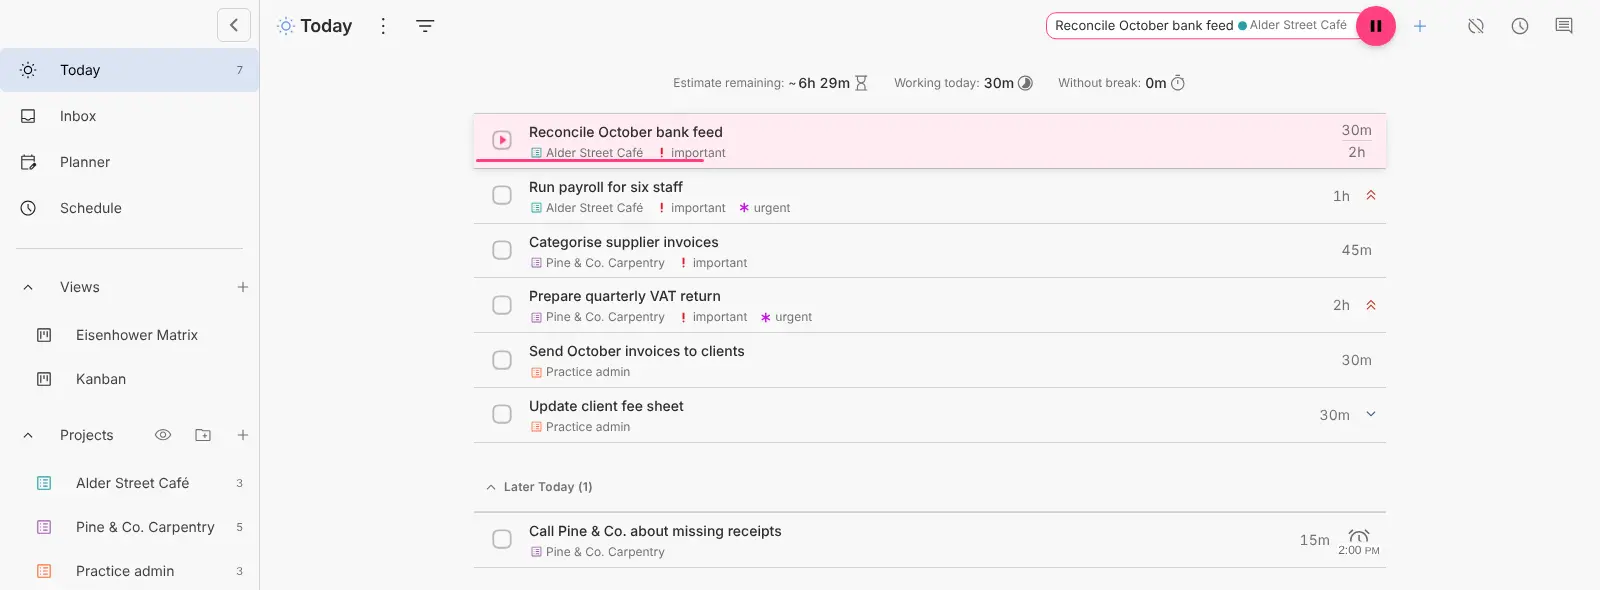 Today
Reconcile October bank feed Alder Street Café
Today 7
Inbox
Planner
Schedule
Views
Eisenhower Matrix
Kanban
Projects
Alder Street Café 3
Pine & Co. Carpentry 5
Practice admin 3
Estimate remaining: ~6h 29m Working today: 30m Without break: 0m
Reconcile October bank feed
Alder Street Café important
30m
2h
Run payroll for six staff
Alder Street Café important urgent
1h
Categorise supplier invoices
Pine & Co. Carpentry important
45m
Prepare quarterly VAT return
Pine & Co. Carpentry important urgent
2h
Send October invoices to clients
Practice admin
30m
Update client fee sheet
Practice admin
30m
Later Today (1)
Call Pine & Co. about missing receipts
Pine & Co. Carpentry
15m
2:00 PM